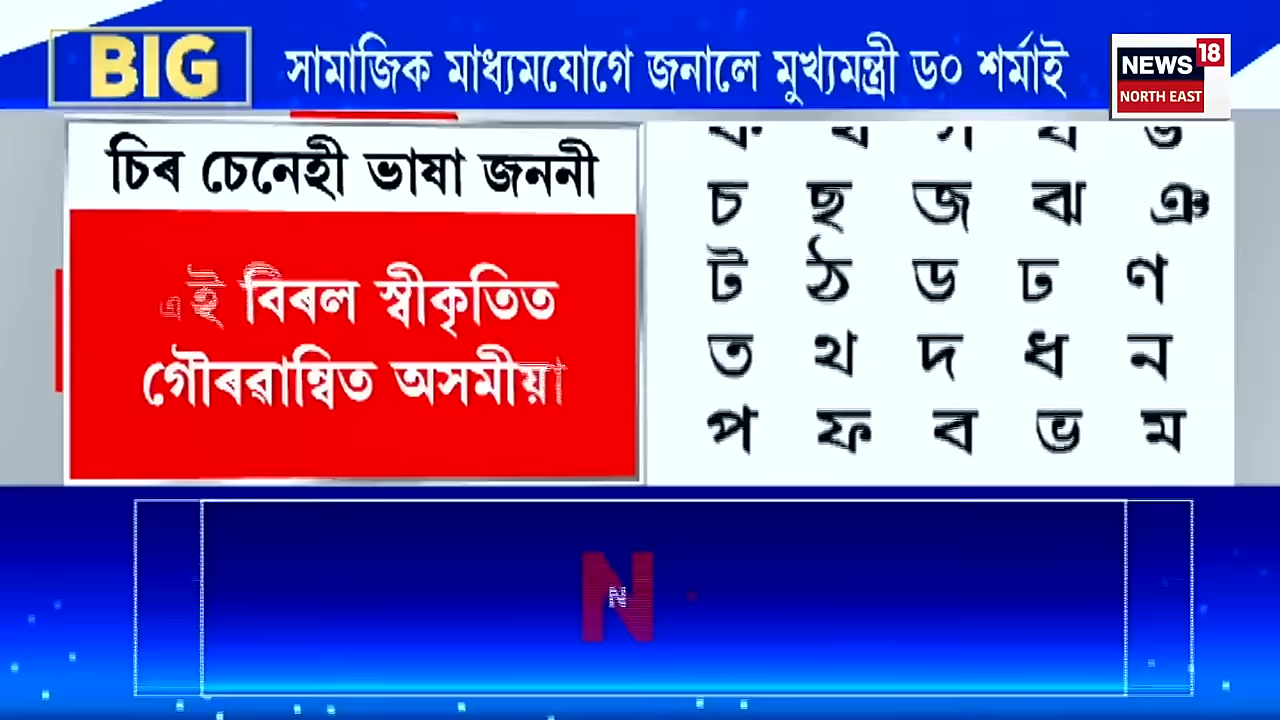 BIG
সামাজিক মাধ্যমযোগে জনালে মুখ্যমন্ত্ৰী ড০ শৰ্মাই
NEWS 18
NORTH EAST
চিৰ চেনেহী ভাষা জননী
এই বিৰল স্বীকৃতিত
গৌৰৱান্বিত অসমীয়া
চ ছ জ ঝ ঞ
ট ঠ ড ঢ ণ
ত থ দ ধ ন
প ফ ব ভ ম
N